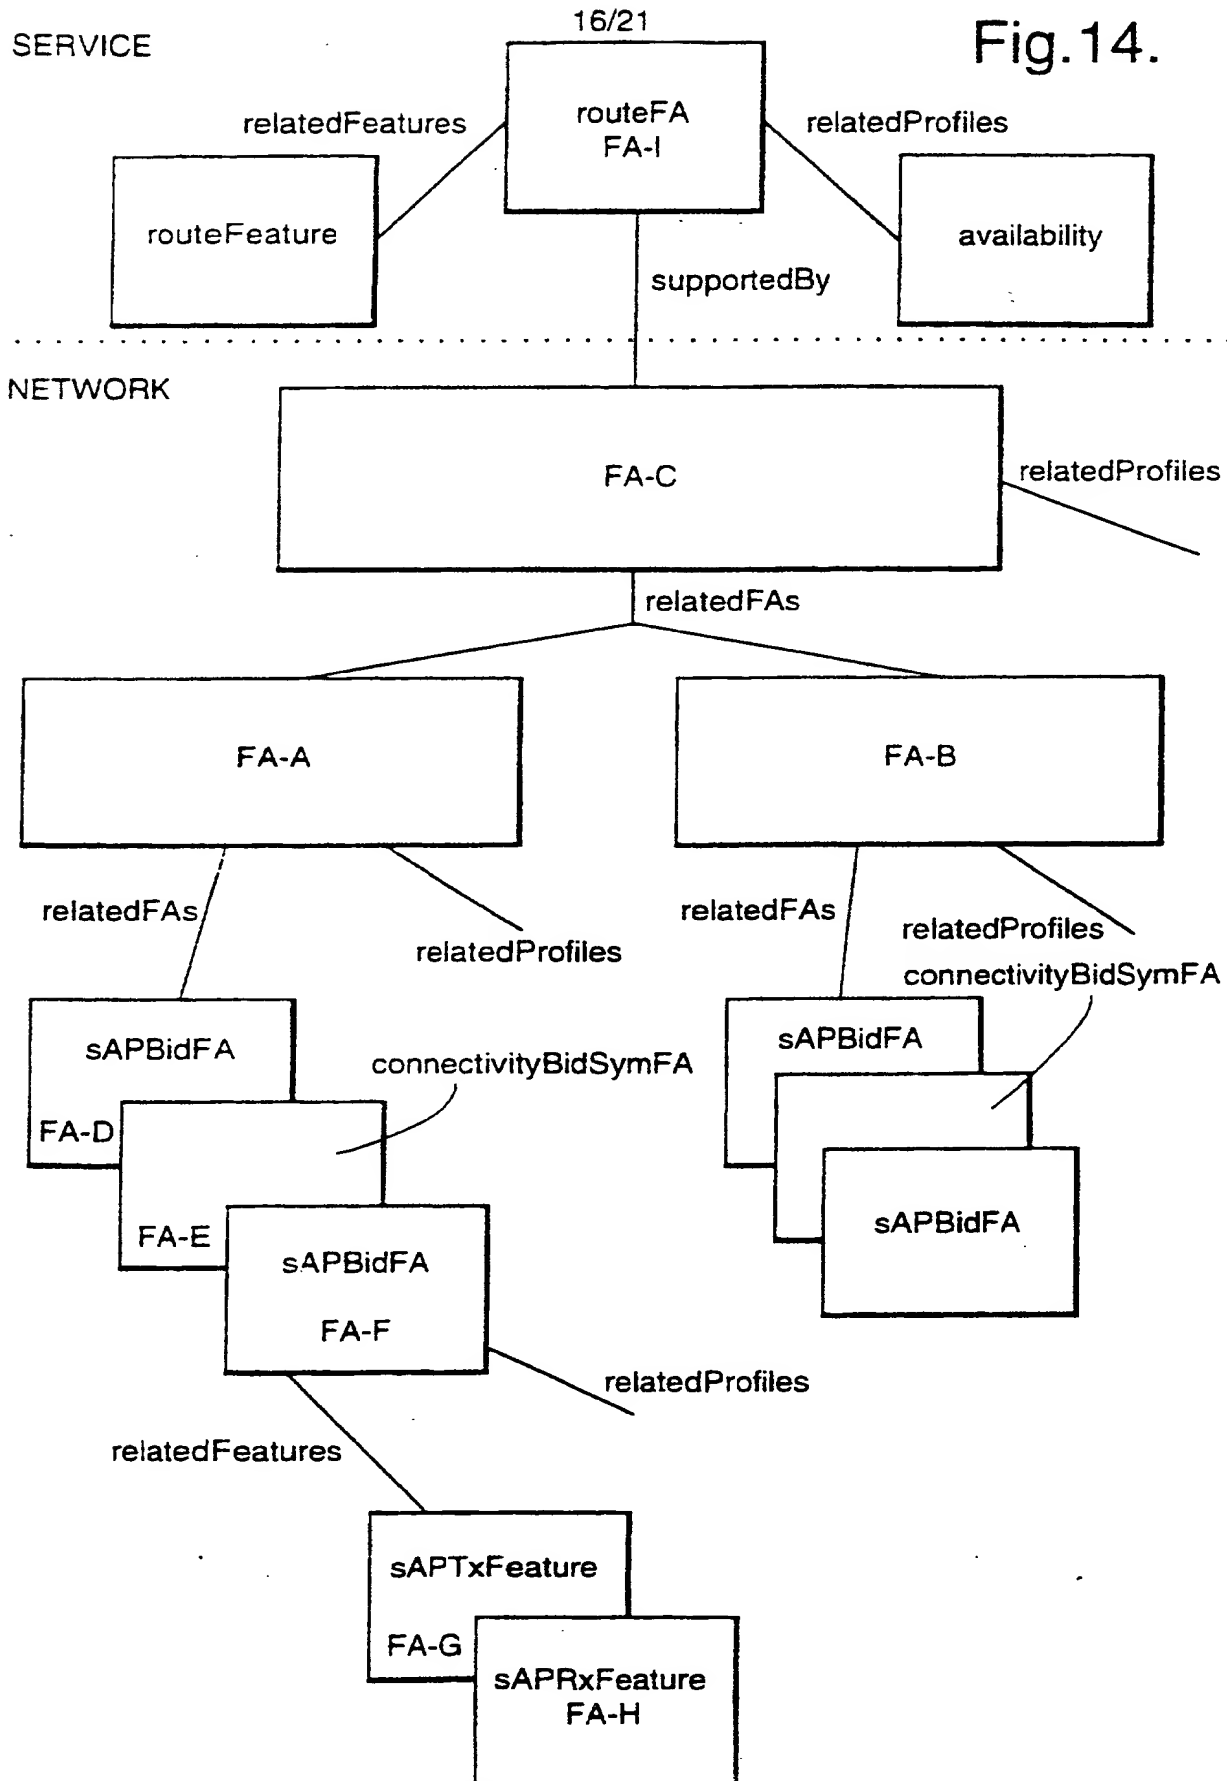 16/21
SERVICE
Fig.14.
routeFA
FA-I
relatedFeatures
relatedProfiles
routeFeature
availability
supportedBy
NETWORK
FA-C
relatedProfiles
relatedFAs
FA-A
FA-B
relatedFAs
relatedProfiles
relatedFAs
relatedProfiles
connectivityBidSymFA
sAPBidFA
FA-D
connectivityBidSymFA
FA-E
sAPBidFA
FA-F
sAPBidFA
sAPBidFA
relatedProfiles
relatedFeatures
sAPTxFeature
FA-G
sAPRxFeature
FA-H